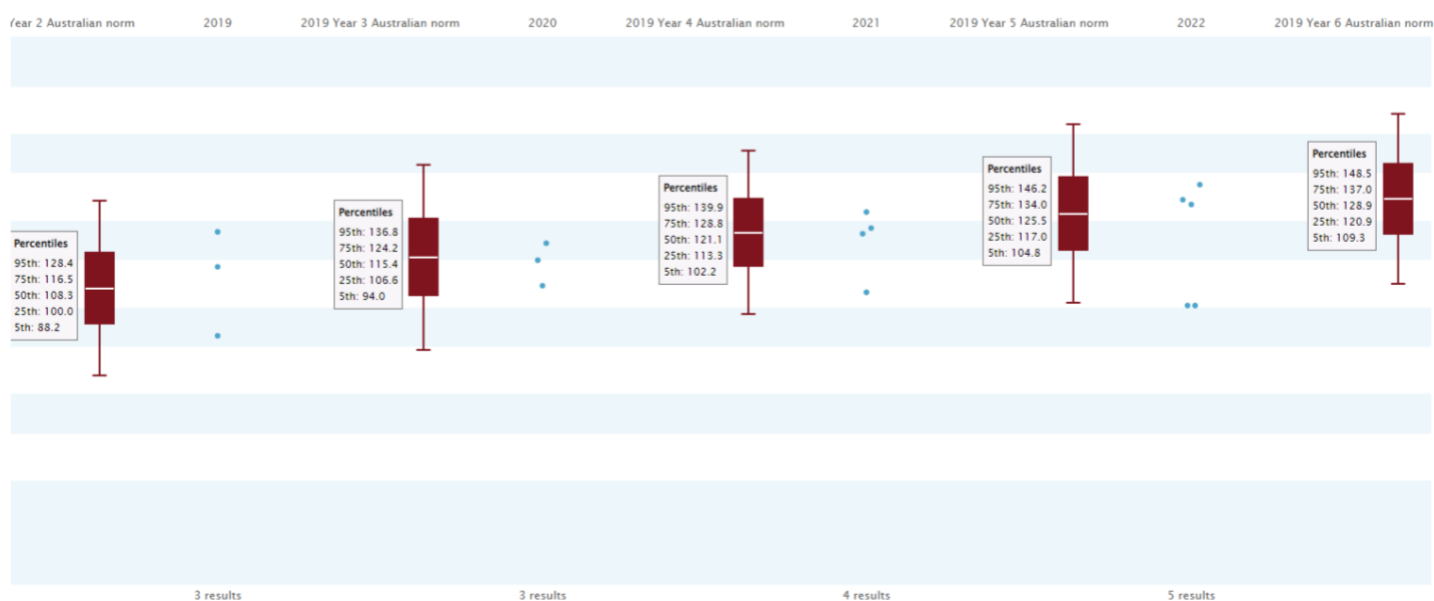 Year 2 Australian norm
2019
2019 Year 3 Australian norm
2020
2019 Year 4 Australian norm
2021
2019 Year 5 Australian norm
2022
2019 Year 6 Australian norm
Percentiles
95th: 128.4
75th: 116.5
50th: 108.3
25th: 100.0
5th: 88.2
Percentiles
95th: 136.8
75th: 124.2
50th: 115.4
25th: 106.6
5th: 94.0
Percentiles
95th: 139.9
75th: 128.8
50th: 121.1
25th: 113.3
5th: 102.2
Percentiles
95th: 146.2
75th: 134.0
50th: 125.5
25th: 117.0
5th: 104.8
Percentiles
95th: 148.5
75th: 137.0
50th: 128.9
25th: 120.9
5th: 109.3
3 results
3 results
4 results
5 results